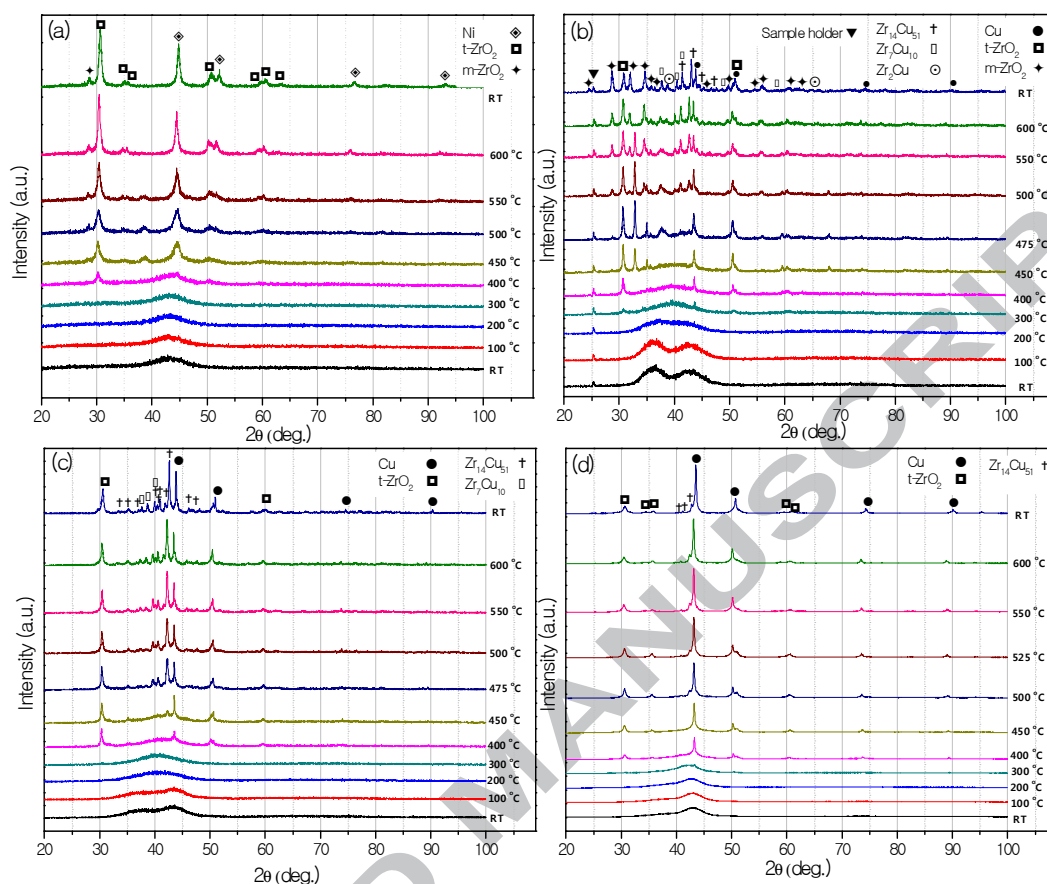 (a)
Ni ◈
t-ZrO2 ◘
m-ZrO2 ✦
RT
600 °C
550 °C
500 °C
450 °C
400 °C
300 °C
200 °C
100 °C
RT
Intensity (a.u.)
20 30 40 50 60 70 80 90 100
2θ (deg.)
(b)
Sample holder ▼
Zr14Cu51 †
Zr7Cu10 ▯
Zr2Cu ⊙
Cu ●
t-ZrO2 ◘
m-ZrO2 ✦
RT
600 °C
550 °C
500 °C
475 °C
450 °C
400 °C
300 °C
200 °C
100 °C
RT
Intensity (a.u.)
20 30 40 50 60 70 80 90 100
2θ (deg.)
(c)
Cu ●
t-ZrO2 ◘
Zr14Cu51 †
Zr7Cu10 ▯
RT
600 °C
550 °C
500 °C
475 °C
450 °C
400 °C
300 °C
200 °C
100 °C
RT
Intensity (a.u.)
20 30 40 50 60 70 80 90 100
2θ (deg.)
(d)
Cu ●
t-ZrO2 ◘
Zr14Cu51 †
RT
600 °C
550 °C
525 °C
500 °C
450 °C
400 °C
300 °C
200 °C
100 °C
RT
Intensity (a.u.)
20 30 40 50 60 70 80 90 100
2θ (deg.)
D MANUSCRIP